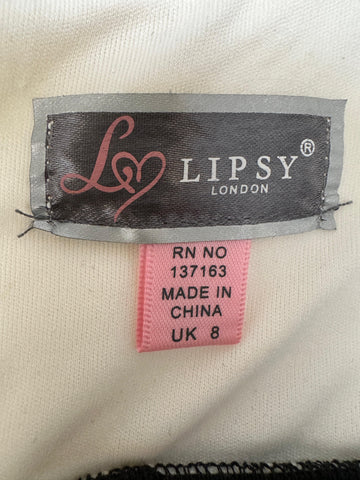 L LIPSY®
LONDON
RN NO
137163
MADE IN
CHINA
UK 8